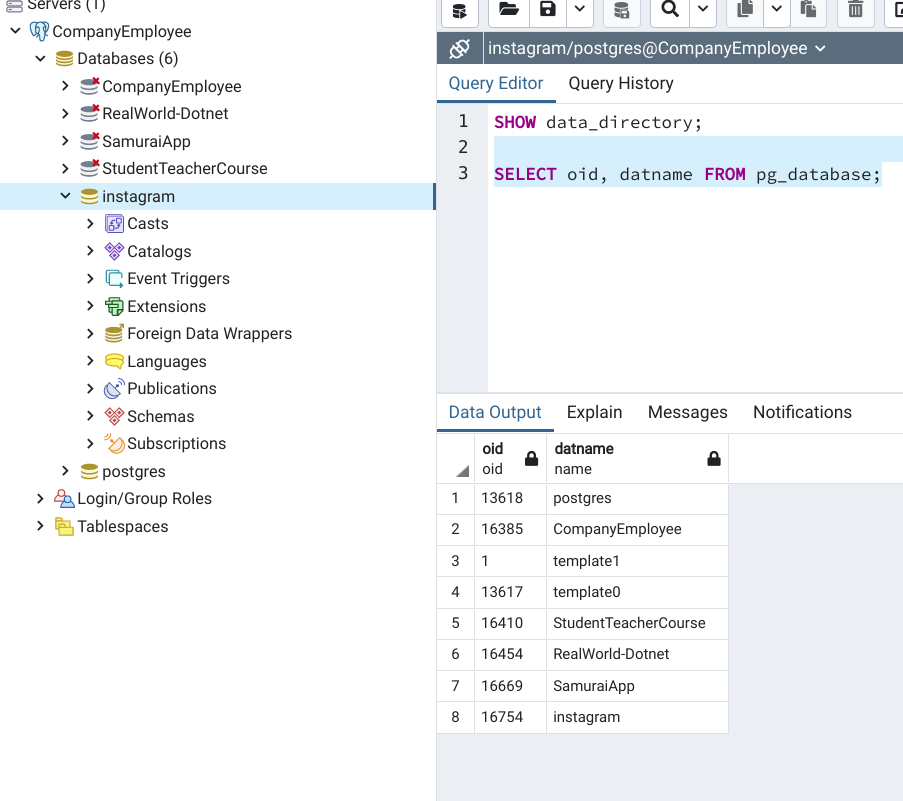 Servers (1)
CompanyEmployee
Databases (6)
CompanyEmployee
RealWorld-Dotnet
SamuraiApp
StudentTeacherCourse
instagram
Casts
Catalogs
Event Triggers
Extensions
Foreign Data Wrappers
Languages
Publications
Schemas
Subscriptions
postgres
Login/Group Roles
Tablespaces
instagram/postgres@CompanyEmployee
Query Editor Query History
1 SHOW data_directory;
2
3 SELECT oid, datname FROM pg_database;
Data Output Explain Messages Notifications
oid datname
oid name
1 13618 postgres
2 16385 CompanyEmployee
3 1 template1
4 13617 template0
5 16410 StudentTeacherCourse
6 16454 RealWorld-Dotnet
7 16669 SamuraiApp
8 16754 instagram